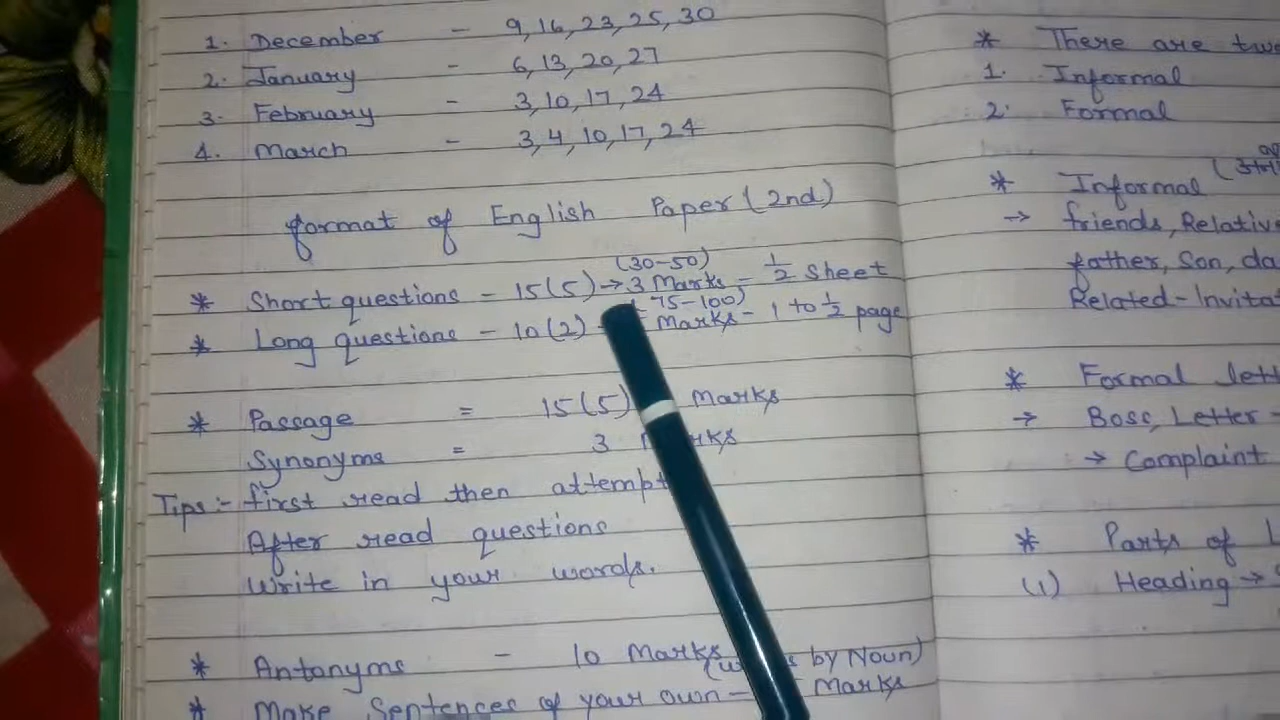 1. December - 9, 16, 23, 25, 30
2. January - 6, 13, 20, 27
3. February - 3, 10, 17, 24
4. March - 3, 4, 10, 17, 24
format of English Paper (2nd)
(30-50)
* Short questions - 15(5) → 3 Marks - 1/2 Sheet
75-100)
* Long questions - 10(2) - Marks - 1 to 1/2 page
* Passage = 15(5) Marks
Synonyms = 3
Tips:- first read then attempt
After read questions
Write in your words.
* Antonyms - 10 Marks
by Noun)
* Make Sentences of your own - Marks
* There are two
1. Informal
2. Formal
* Informal
→ friends, Relative
father, Son, da
Related - Invita
* Formal lett
→ Boss, Letter -
→ Complaint
* Parts of L
(1) Heading →